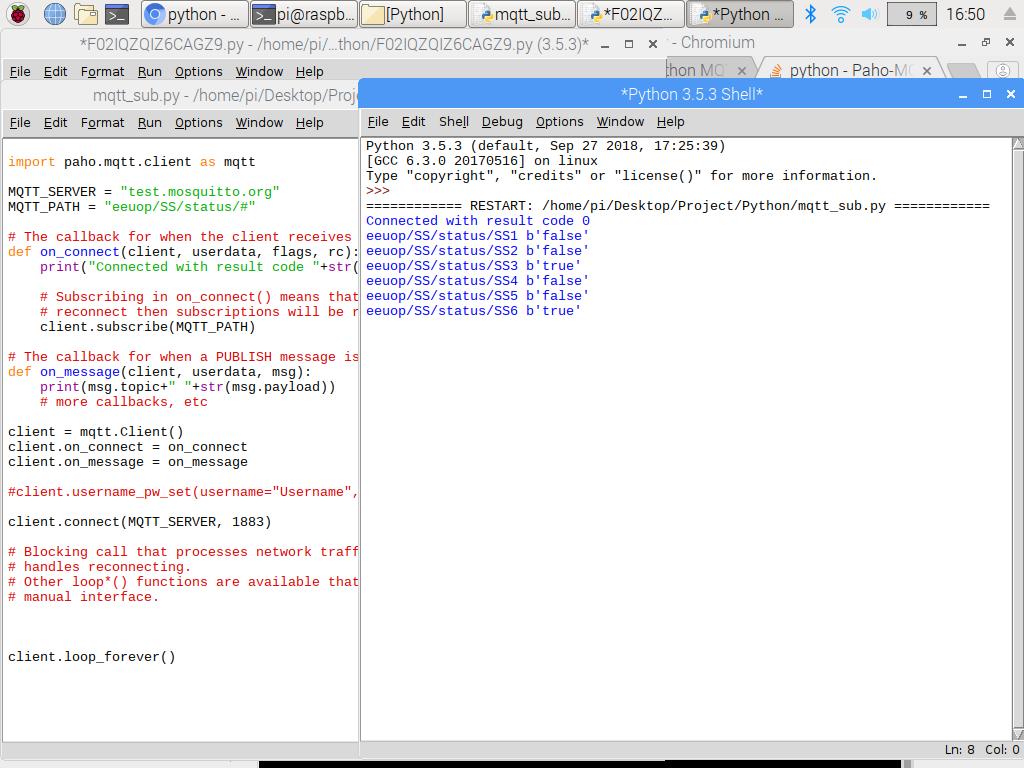 python - ...
pi@raspb...
[Python]
mqtt_sub...
*F02IQZ...
*Python ...
9 %
16:50
*F02IQZQIZ6CAGZ9.py - /home/pi/...thon/F02IQZQIZ6CAGZ9.py (3.5.3)*
- Chromium
File Edit Format Run Options Window Help
python - Paho-M
mqtt_sub.py - /home/pi/Desktop/Proj
*Python 3.5.3 Shell*
File Edit Format Run Options Window Help
File Edit Shell Debug Options Window Help
import paho.mqtt.client as mqtt
MQTT_SERVER = "test.mosquitto.org"
MQTT_PATH = "eeuop/SS/status/#"
# The callback for when the client receives
def on_connect(client, userdata, flags, rc):
print("Connected with result code "+str(
# Subscribing in on_connect() means that
# reconnect then subscriptions will be r
client.subscribe(MQTT_PATH)
# The callback for when a PUBLISH message is
def on_message(client, userdata, msg):
print(msg.topic+" "+str(msg.payload))
# more callbacks, etc
client = mqtt.Client()
client.on_connect = on_connect
client.on_message = on_message
#client.username_pw_set(username="Username",
client.connect(MQTT_SERVER, 1883)
# Blocking call that processes network traff
# handles reconnecting.
# Other loop*() functions are available that
# manual interface.
client.loop_forever()
Python 3.5.3 (default, Sep 27 2018, 17:25:39)
[GCC 6.3.0 20170516] on linux
Type "copyright", "credits" or "license()" for more information.
>>>
============ RESTART: /home/pi/Desktop/Project/Python/mqtt_sub.py ============
Connected with result code 0
eeuop/SS/status/SS1 b'false'
eeuop/SS/status/SS2 b'false'
eeuop/SS/status/SS3 b'true'
eeuop/SS/status/SS4 b'false'
eeuop/SS/status/SS5 b'false'
eeuop/SS/status/SS6 b'true'
Ln: 8 Col: 0